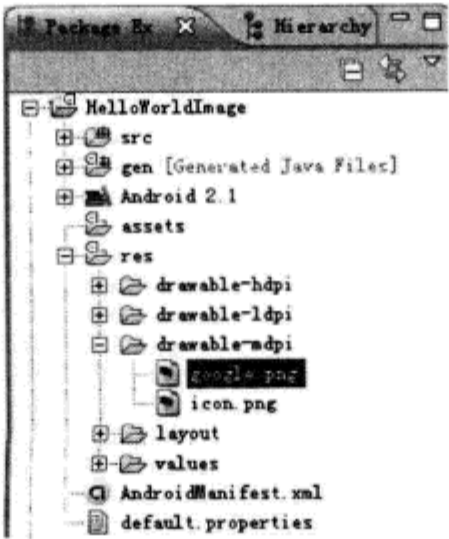 Package Ex Hierarchy
HelloWorldImage
src
gen [Generated Java Files]
Android 2.1
assets
res
drawable-hdpi
drawable-ldpi
drawable-mdpi
google.png
icon.png
layout
values
AndroidManifest.xml
default.properties